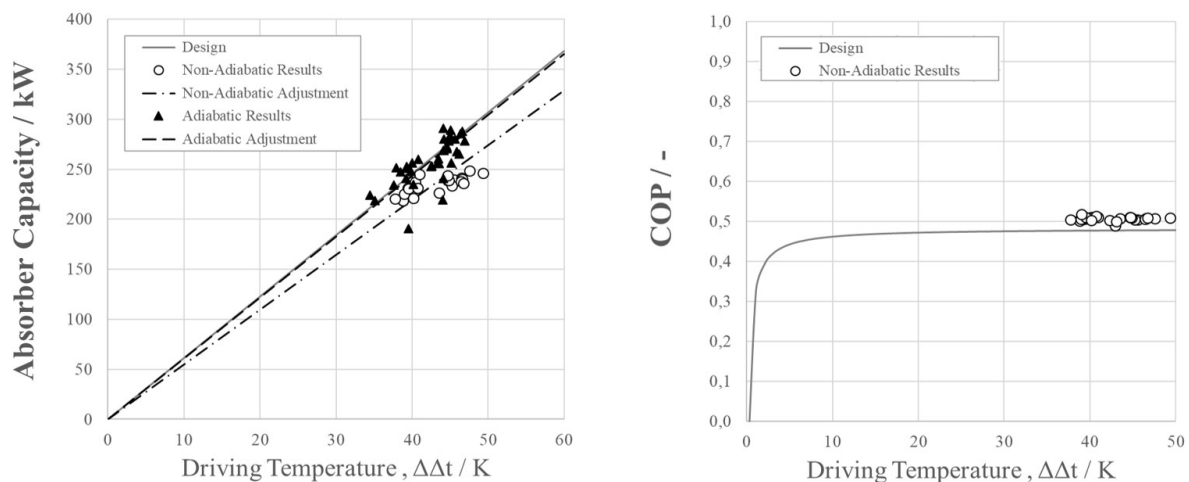 400
350
300
250
200
150
100
50
0
Absorber Capacity / kW
Design
Non-Adiabatic Results
Non-Adiabatic Adjustment
Adiabatic Results
Adiabatic Adjustment
0 10 20 30 40 50 60
Driving Temperature , ΔΔt / K
1,0
0,9
0,8
0,7
0,6
0,5
0,4
0,3
0,2
0,1
0,0
COP / -
Design
Non-Adiabatic Results
0 10 20 30 40 50
Driving Temperature , ΔΔt / K